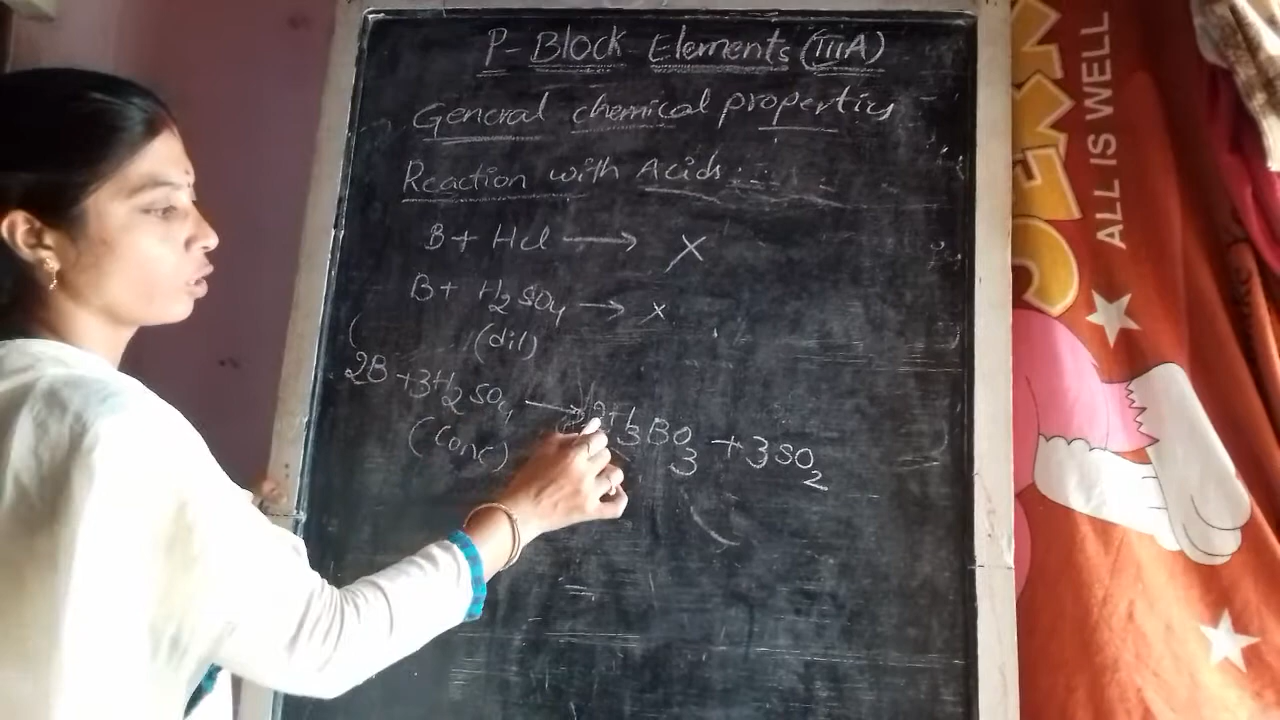 P-Block Elements (IIIA)
General chemical properties
Reaction with Acids
B + Hcl → X
B + H2SO4 → x
(dil)
2B + 3H2SO4 → 2H3BO3 + 3SO2
(conc)
ALL IS WELL